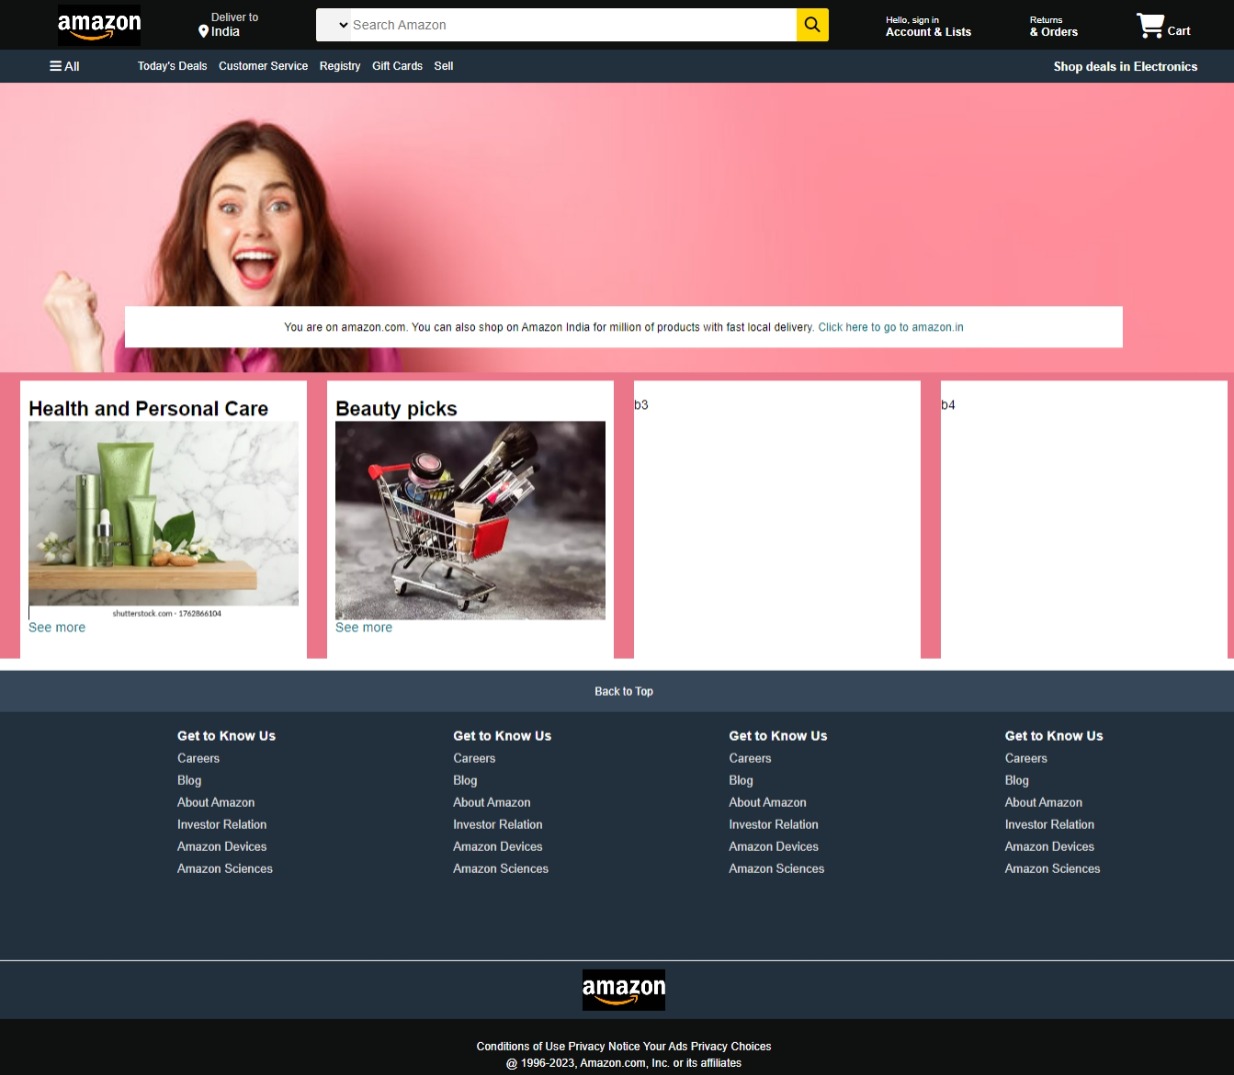 amazon
Deliver to
India
Search Amazon
Hello, sign in
Account & Lists
Returns
& Orders
Cart
All
Today's Deals Customer Service Registry Gift Cards Sell
Shop deals in Electronics
You are on amazon.com. You can also shop on Amazon India for million of products with fast local delivery. Click here to go to amazon.in
Health and Personal Care
shutterstock.com · 1762866104
See more
Beauty picks
See more
b3
b4
Back to Top
Get to Know Us
Careers
Blog
About Amazon
Investor Relation
Amazon Devices
Amazon Sciences
Get to Know Us
Careers
Blog
About Amazon
Investor Relation
Amazon Devices
Amazon Sciences
Get to Know Us
Careers
Blog
About Amazon
Investor Relation
Amazon Devices
Amazon Sciences
Get to Know Us
Careers
Blog
About Amazon
Investor Relation
Amazon Devices
Amazon Sciences
amazon
Conditions of Use Privacy Notice Your Ads Privacy Choices
@ 1996-2023, Amazon.com, Inc. or its affiliates